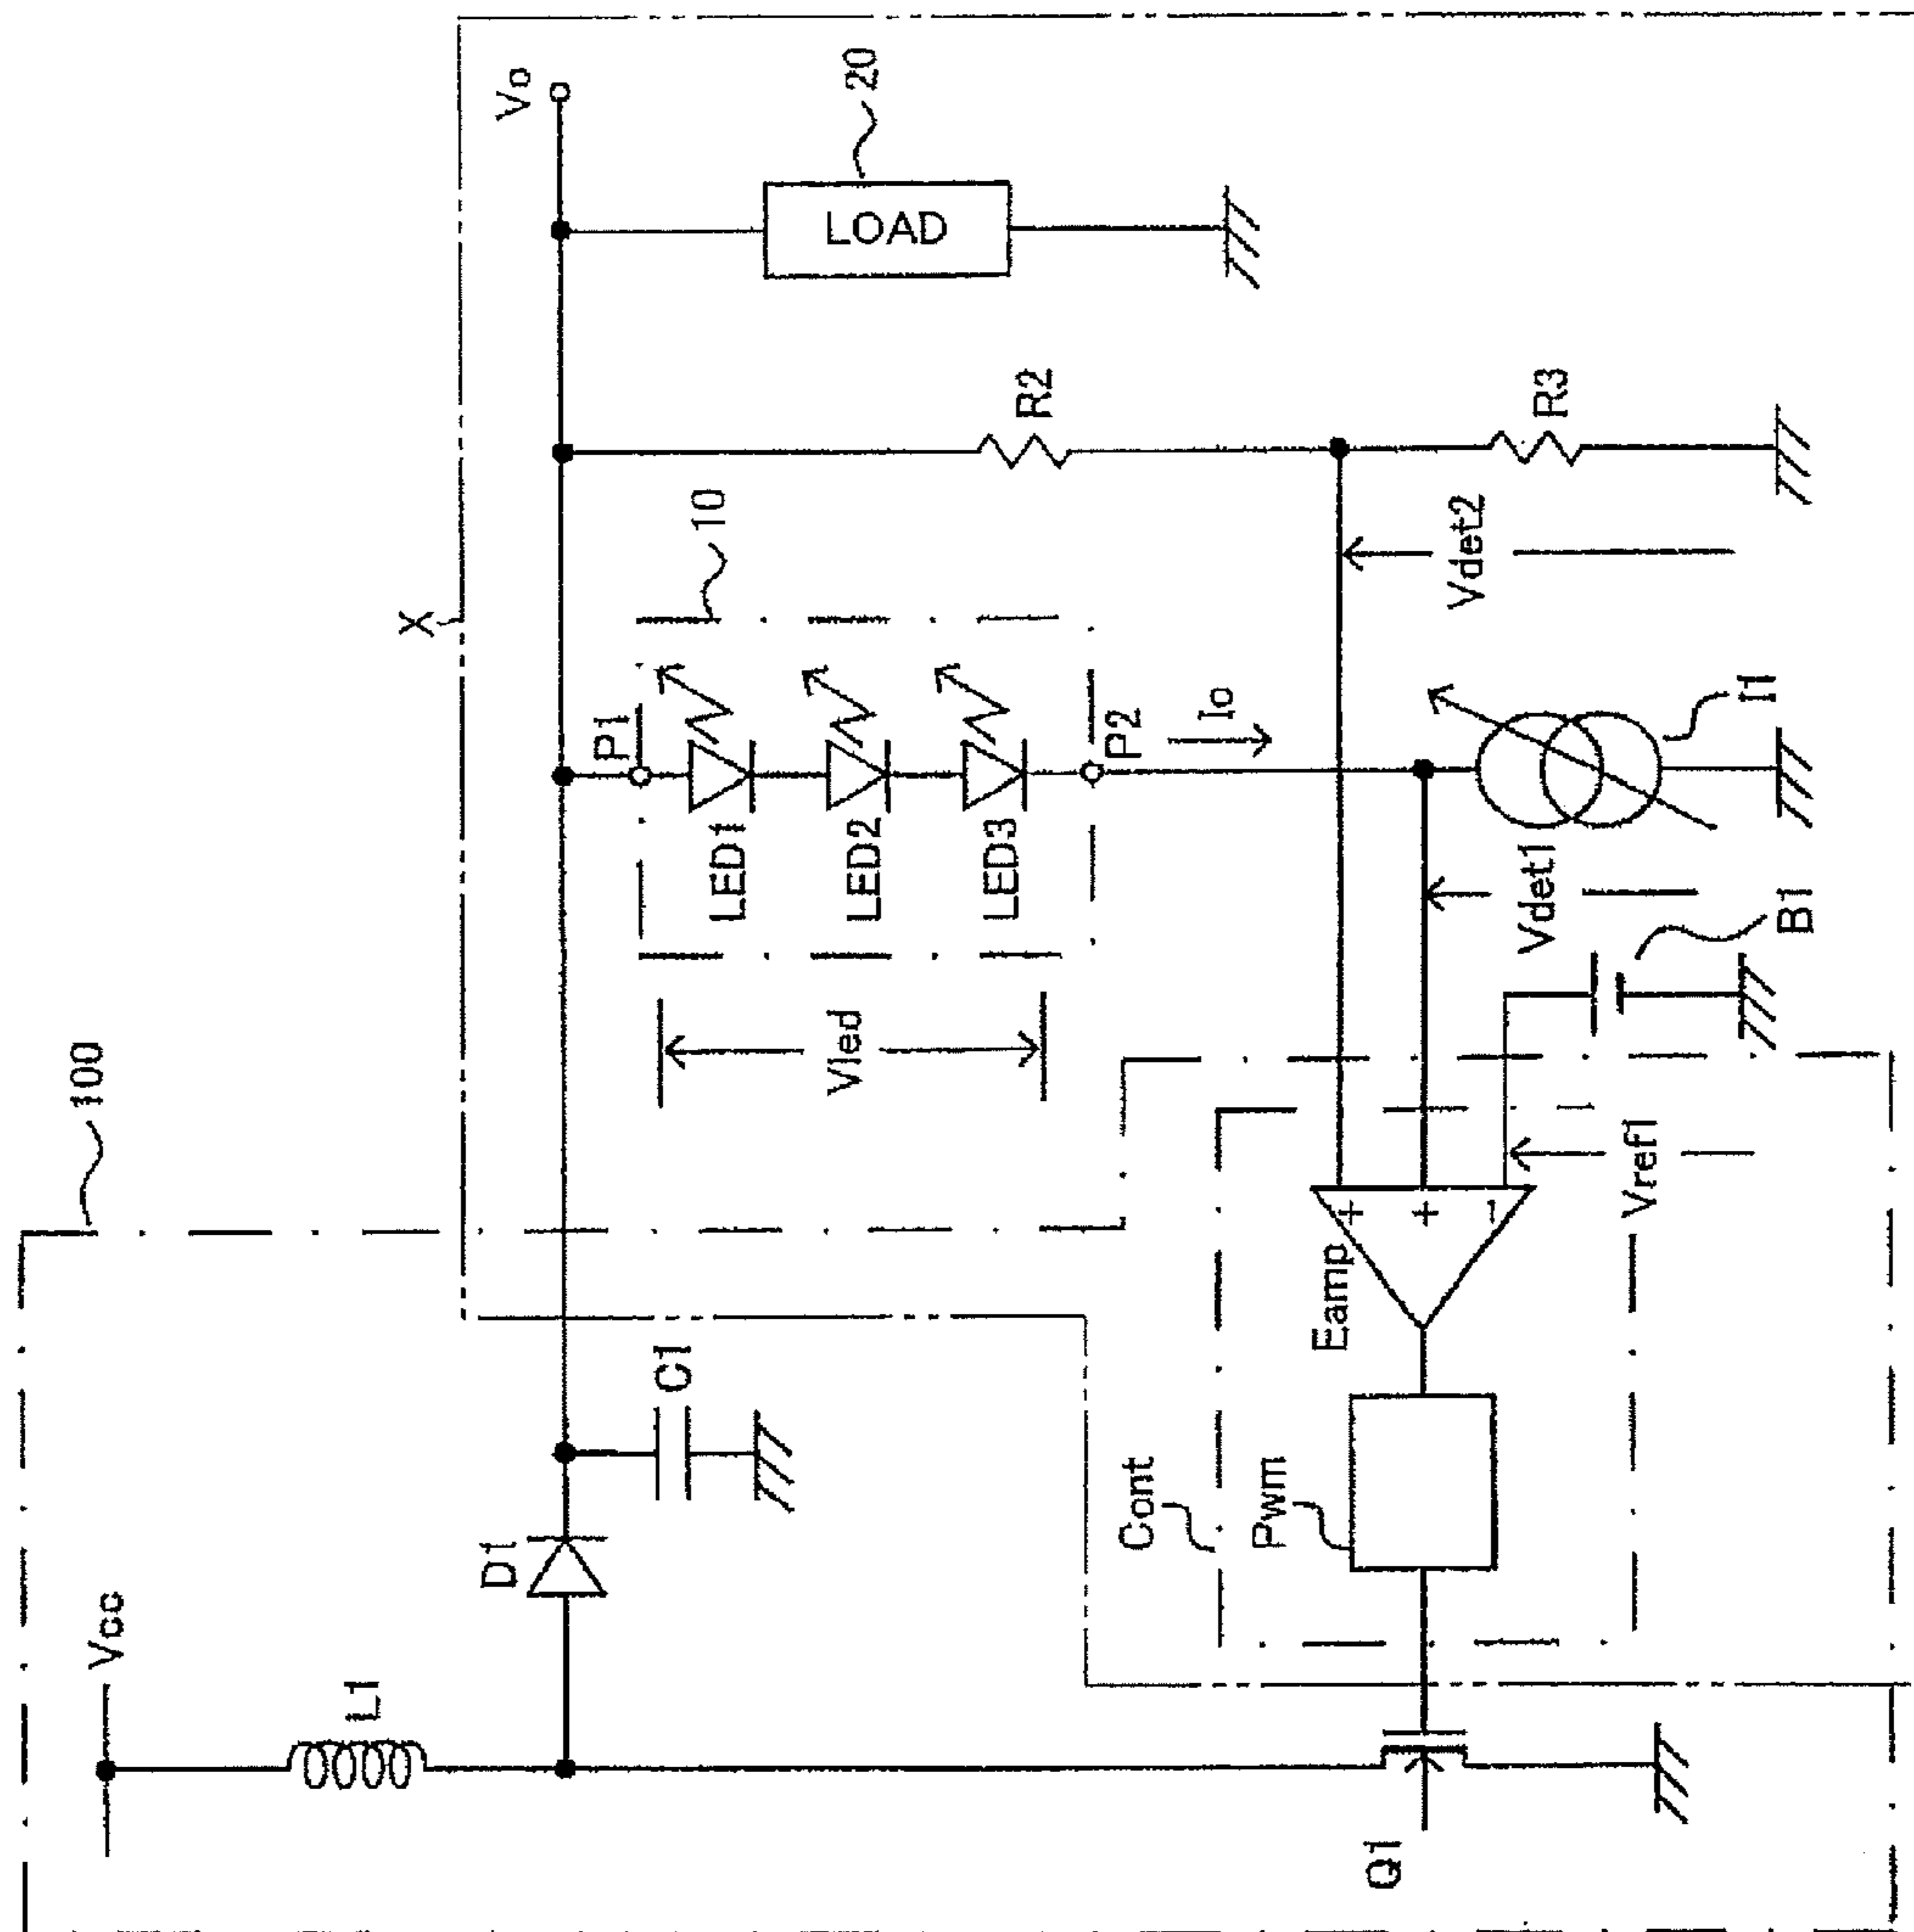 100
Vcc
L1
D1
C1
X
Vo
20
LOAD
10
P1
LED1
LED2
LED3
P2
Vled
Io
R2
R3
Vdet2
Vdet1
I1
B1
Vref1
+
+
-
Eamp
Pwm
Cont
Q1